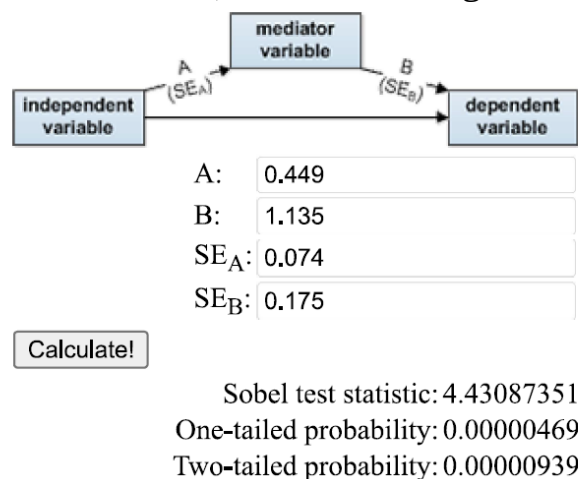 mediator
variable
A
(SEA)
B
(SEB)
independent
variable
dependent
variable
A: 0.449
B: 1.135
SEA: 0.074
SEB: 0.175
Calculate!
Sobel test statistic: 4.43087351
One-tailed probability: 0.00000469
Two-tailed probability: 0.00000939